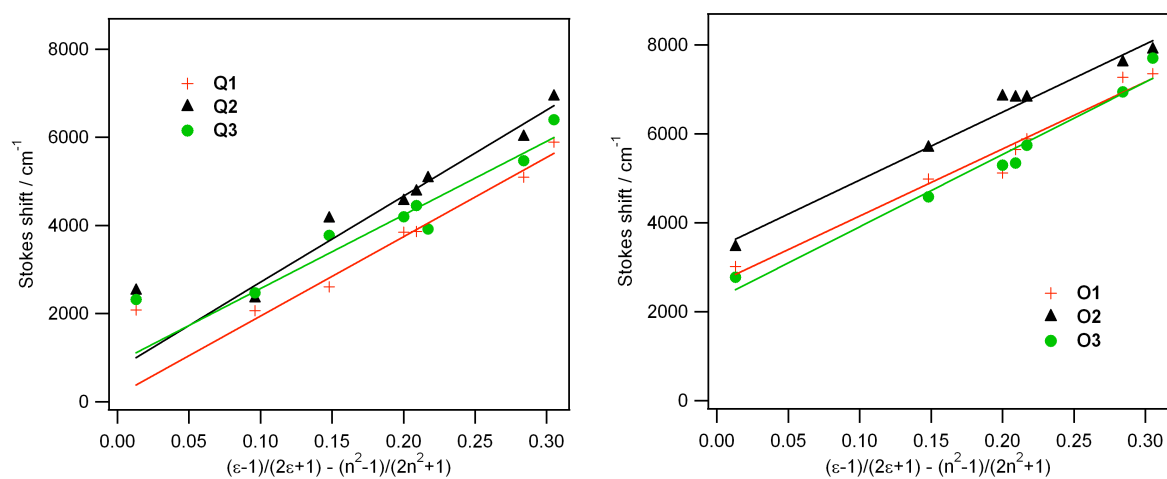 8000
6000
4000
2000
0
Stokes shift / cm⁻¹
Q1
Q2
Q3
0.00 0.05 0.10 0.15 0.20 0.25 0.30
(ε-1)/(2ε+1) - (n²-1)/(2n²+1)
8000
6000
4000
2000
0
Stokes shift / cm⁻¹
O1
O2
O3
0.00 0.05 0.10 0.15 0.20 0.25 0.30
(ε-1)/(2ε+1) - (n²-1)/(2n²+1)